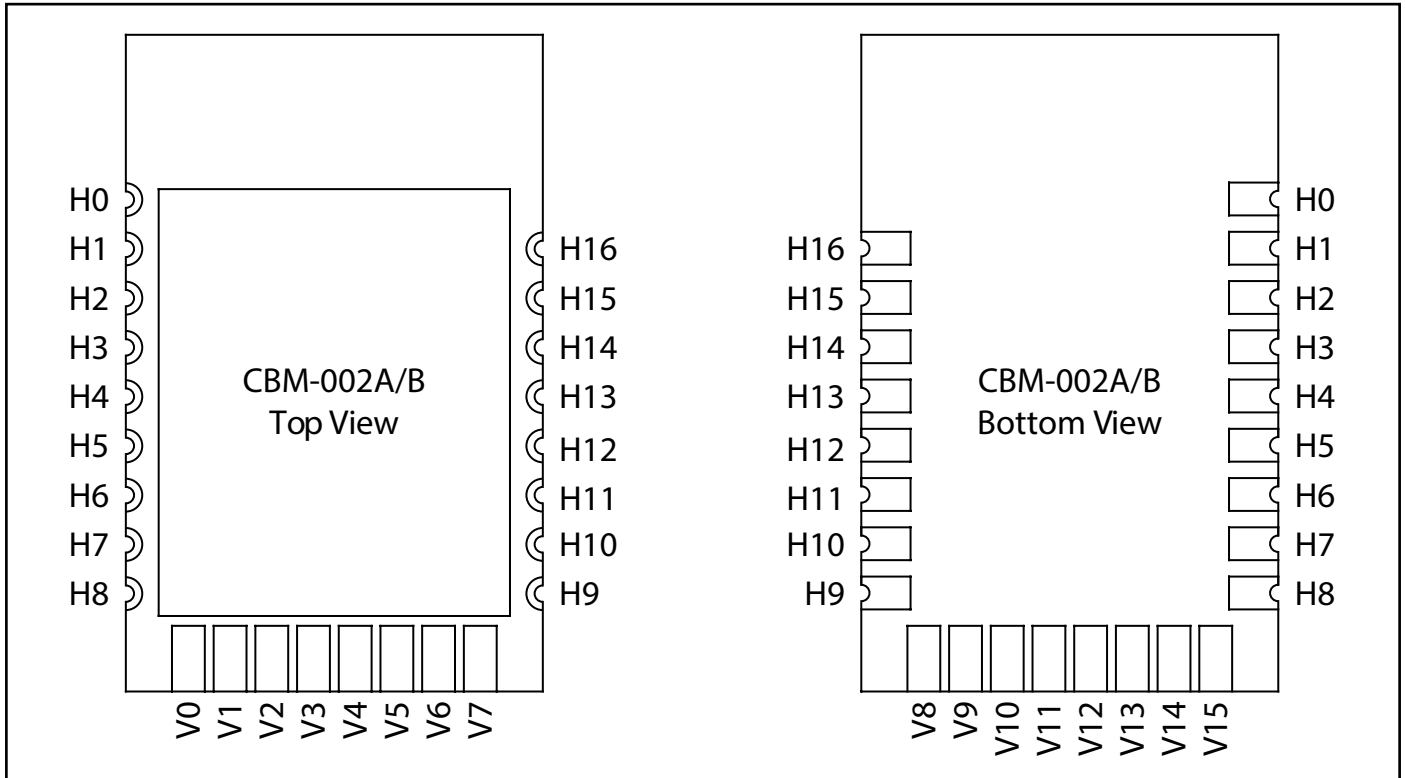 H0
H1
H2
H3
H4
H5
H6
H7
H8
CBM-002A/B
Top View
H16
H15
H14
H13
H12
H11
H10
H9
V0
V1
V2
V3
V4
V5
V6
V7
H16
H15
H14
H13
H12
H11
H10
H9
CBM-002A/B
Bottom View
H0
H1
H2
H3
H4
H5
H6
H7
H8
V8
V9
V10
V11
V12
V13
V14
V15